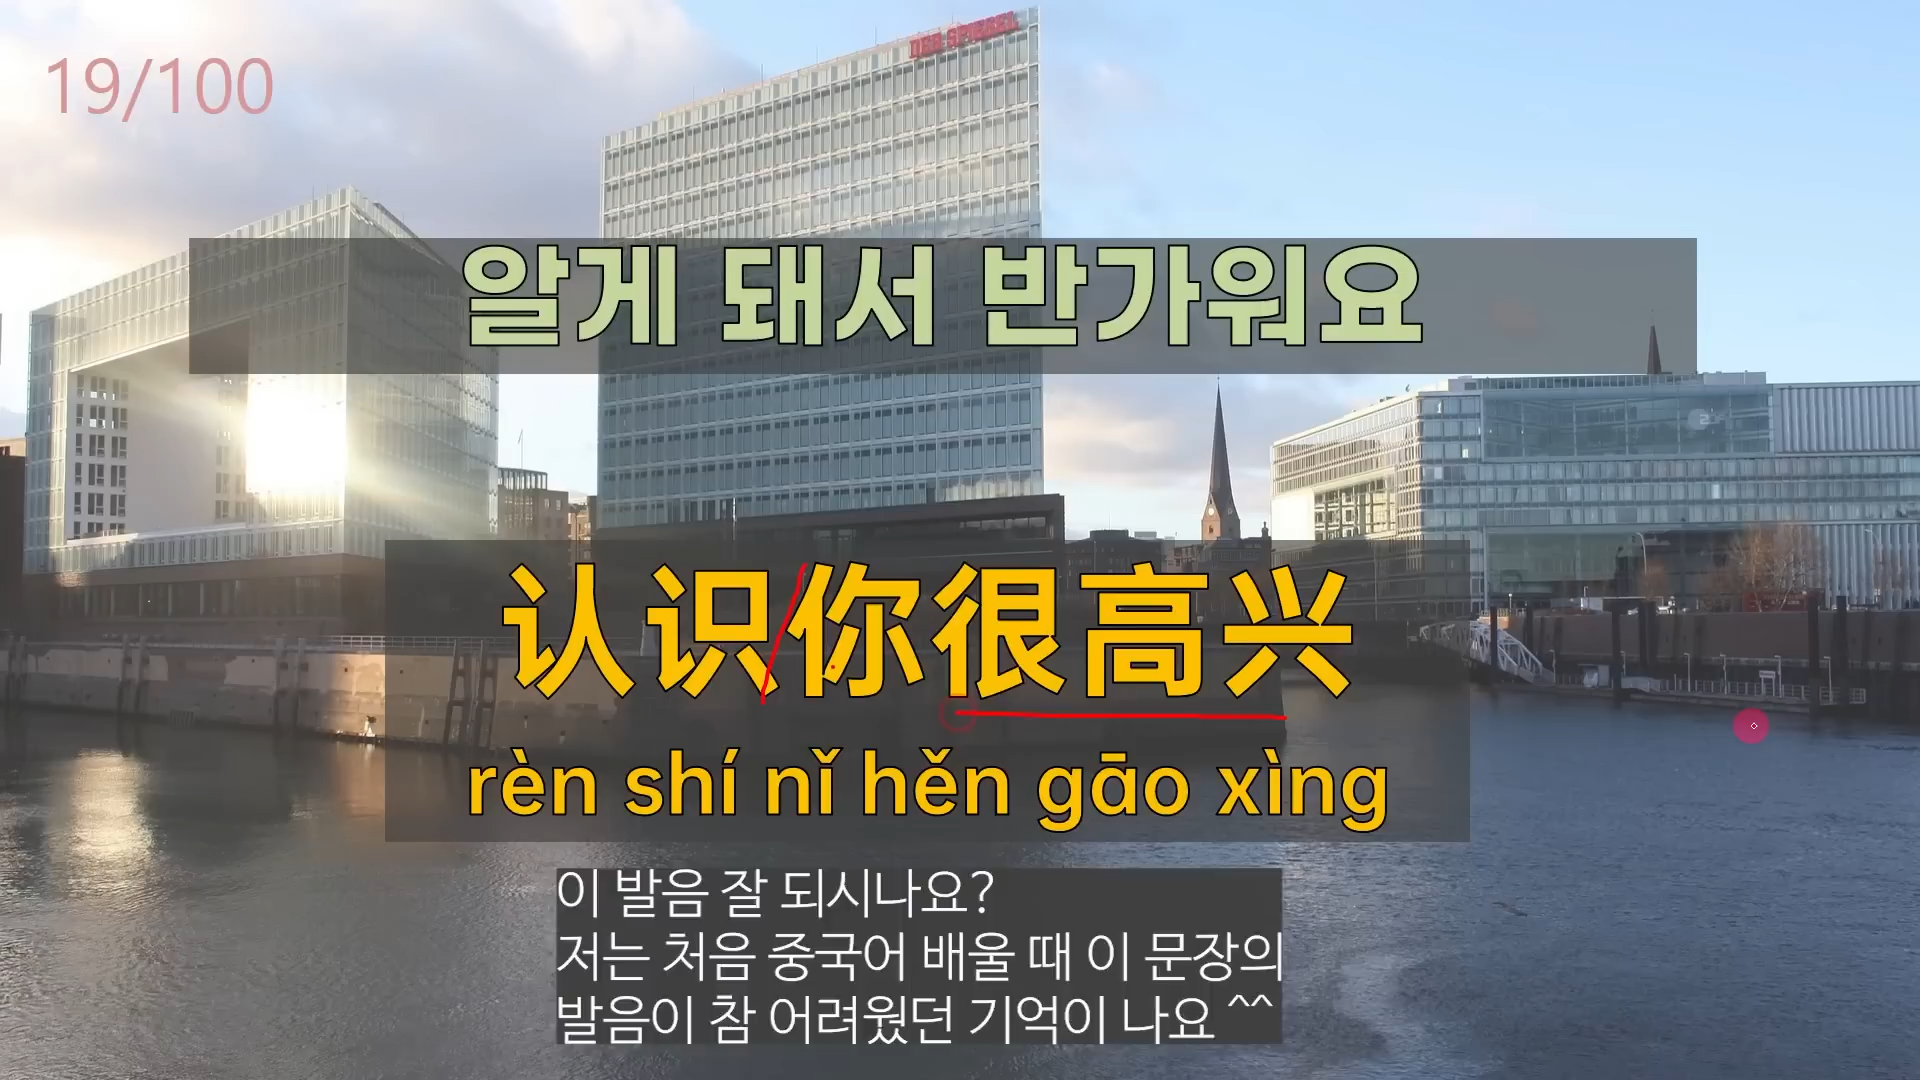 DER SPIEGEL
19/100
알게 돼서 반가워요
认识你很高兴
rèn shí nǐ hěn gāo xìng
이 발음 잘 되시나요?
저는 처음 중국어 배울 때 이 문장의
발음이 참 어려웠던 기억이 나요 ^^